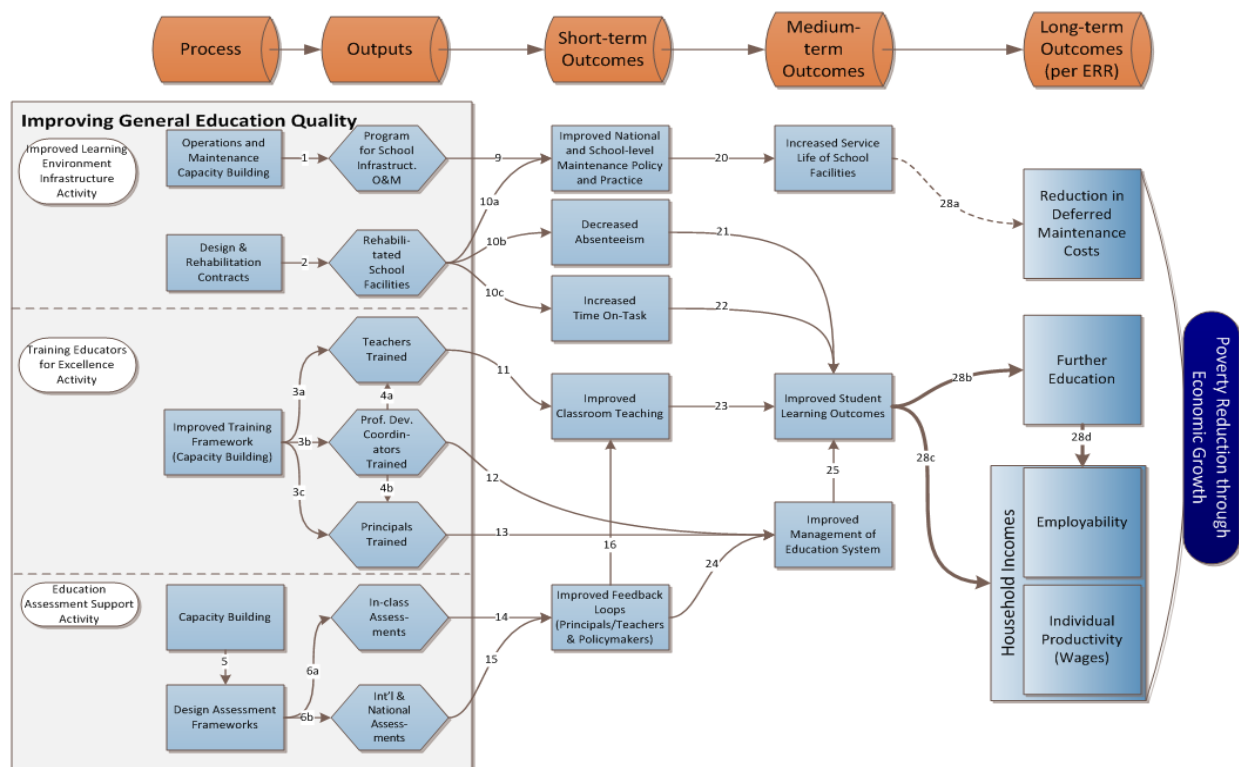 Process
Outputs
Short-term
Outcomes
Medium-
term
Outcomes
Long-term
Outcomes
(per ERR)
Improving General Education Quality
Improved Learning
Environment
Infrastructure
Activity
Operations and
Maintenance
Capacity Building
1
Program
for School
Infrastruct.
O&M
9
Improved National
and School-level
Maintenance Policy
and Practice
20
Increased Service
Life of School
Facilities
28a
Reduction in
Deferred
Maintenance
Costs
Design &
Rehabilitation
Contracts
2
Rehabili-
tated
School
Facilities
10a
10b
10c
Decreased
Absenteeism
21
Increased
Time On-Task
22
Training Educators
for Excellence
Activity
Improved Training
Framework
(Capacity Building)
3a
3b
3c
Teachers
Trained
4a
Prof. Dev.
Coordin-
ators
Trained
4b
Principals
Trained
11
12
13
Improved
Classroom Teaching
23
16
Improved Student
Learning Outcomes
25
Improved
Management of
Education System
24
28b
28c
Further
Education
28d
Household Incomes
Employability
Individual
Productivity
(Wages)
Poverty Reduction through
Economic Growth
Education
Assessment Support
Activity
Capacity Building
5
Design Assessment
Frameworks
6a
6b
In-class
Assess-
ments
14
Int'l &
National
Assess-
ments
15
Improved Feedback
Loops
(Principals/Teachers
& Policymakers)